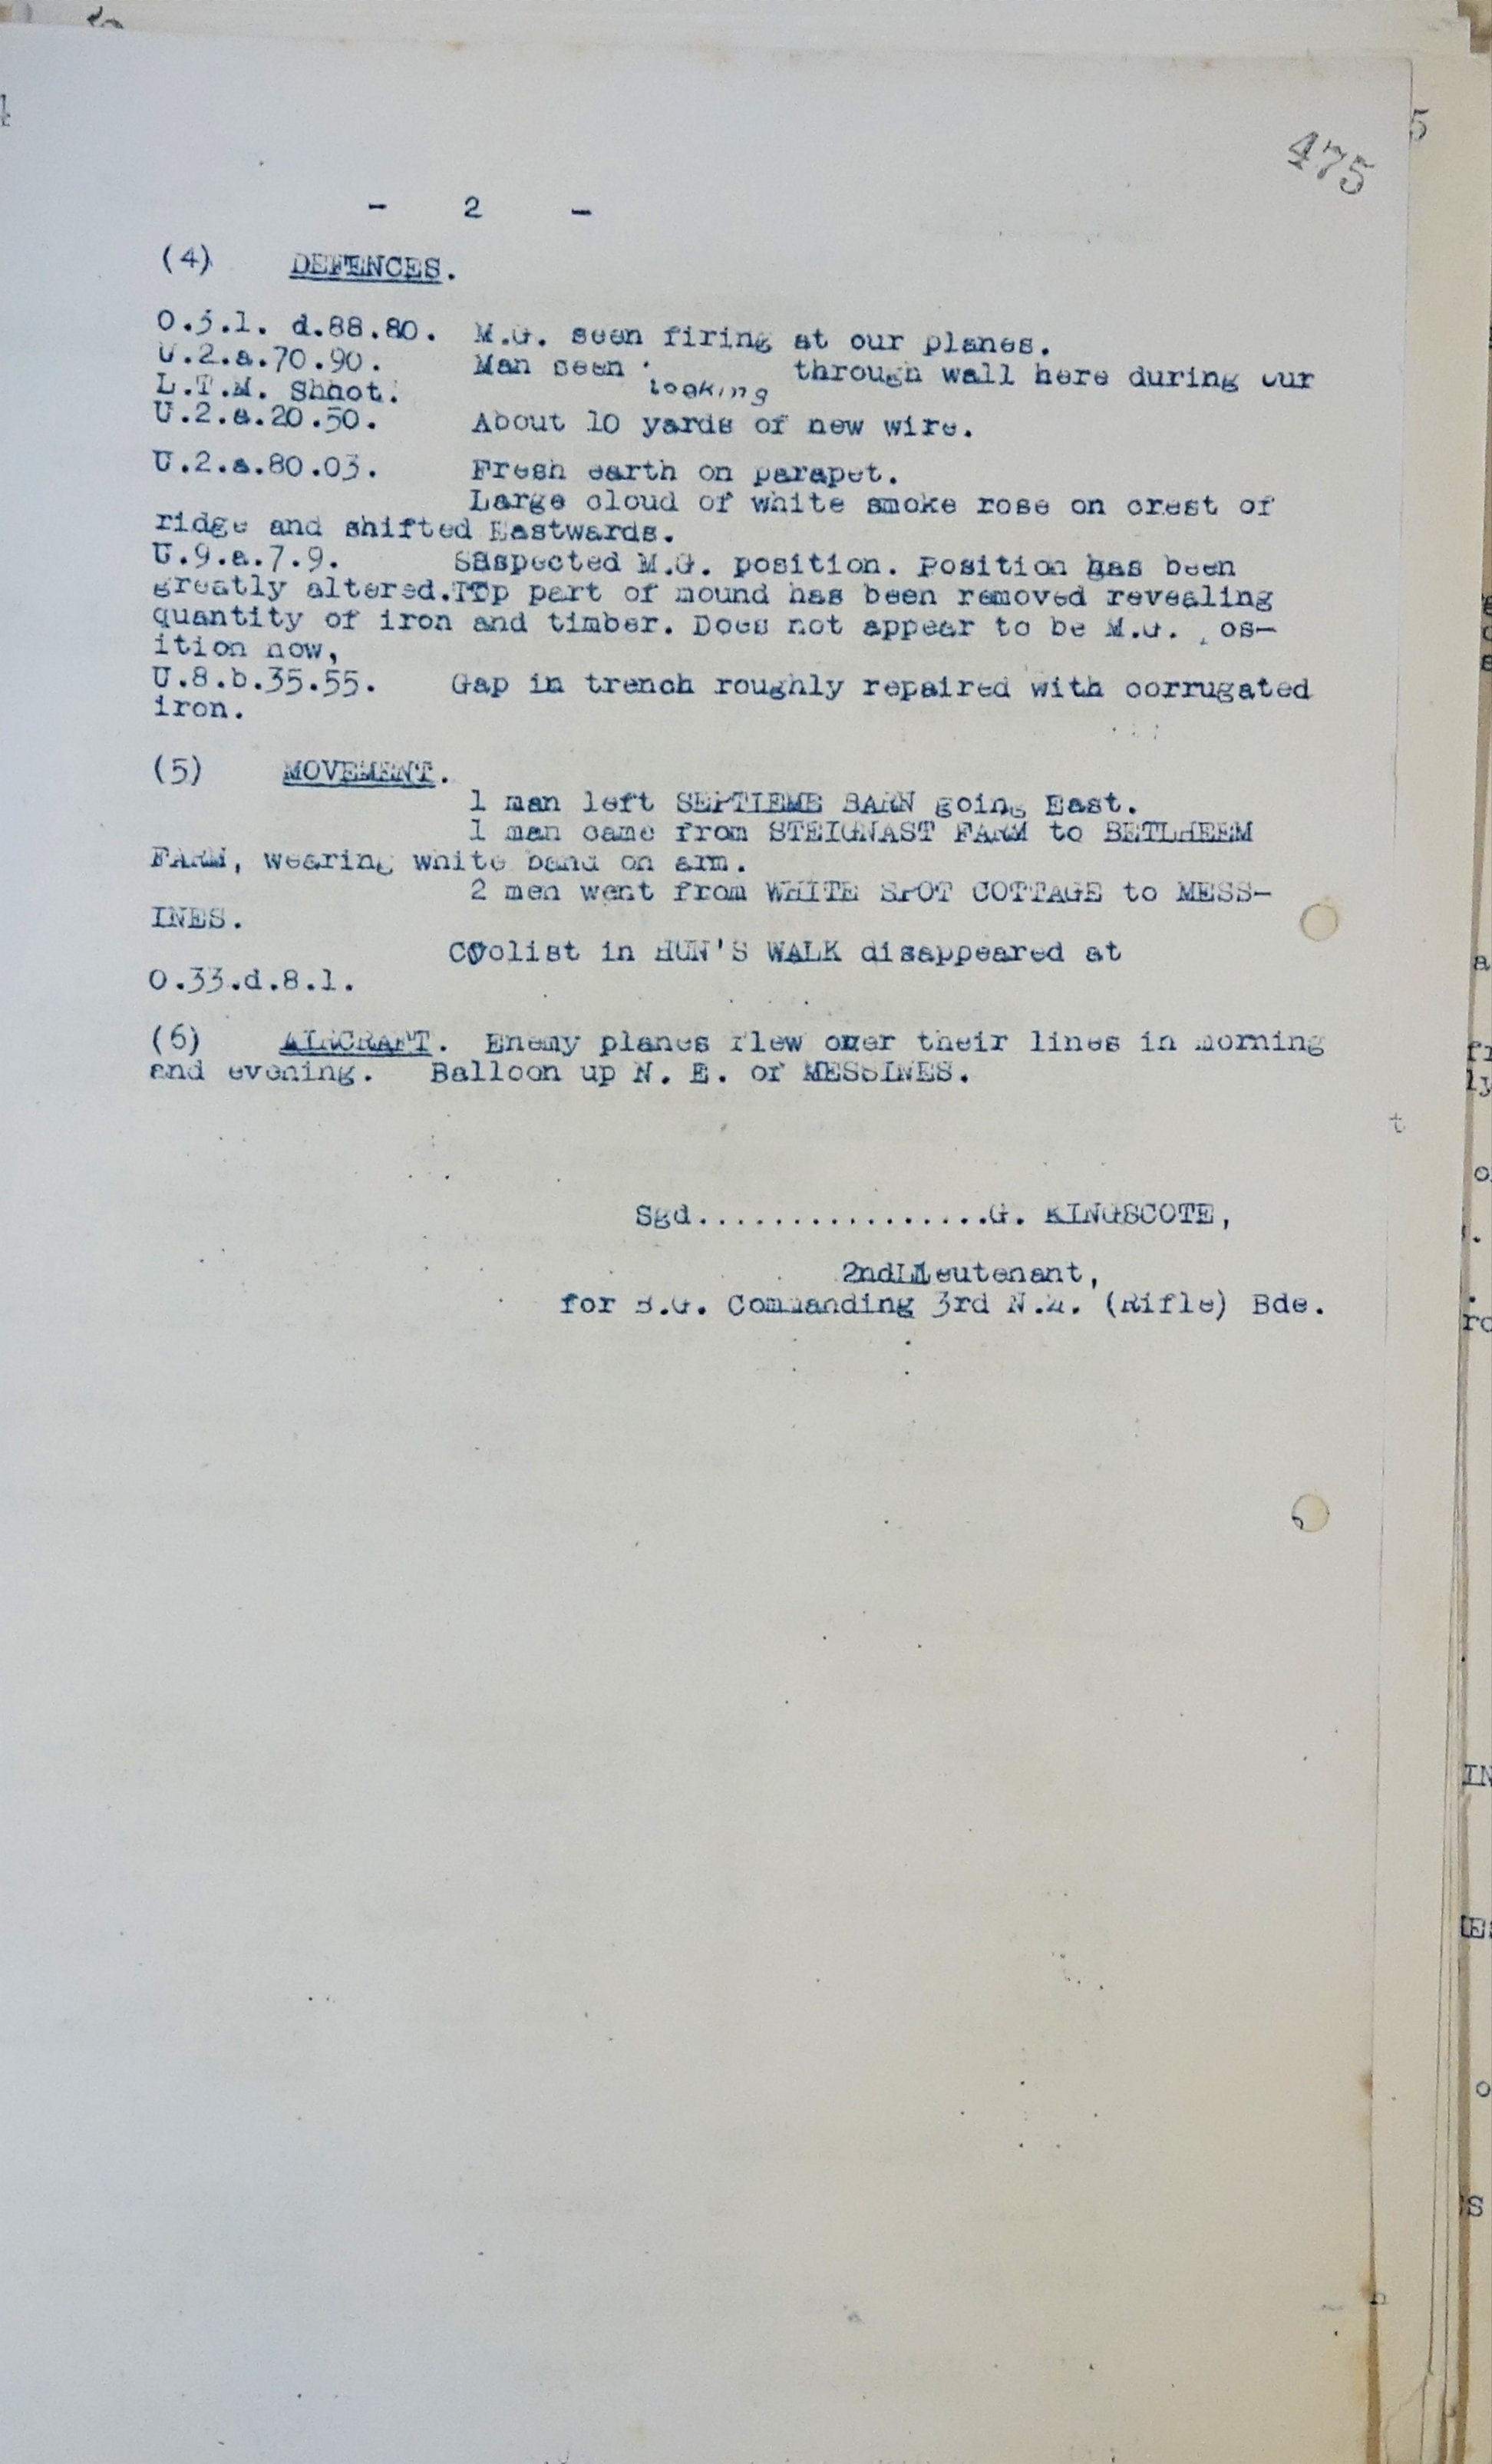 475
- 2 -
(4) DEFENCES.
O.3.1. d.88.80. M.G. seen firing at our planes.
U.2.a.70.90. Man seen looking through wall here during our
L.T.M. Shoot.
U.2.a.20.50. About 10 yards of new wire.
U.2.a.80.03. Fresh earth on parapet.
Large cloud of white smoke rose on crest of
ridge and shifted Eastwards.
U.9.a.7.9. Suspected M.G. position. Position has been
greatly altered. Top part of mound has been removed revealing
quantity of iron and timber. Does not appear to be M.G. pos-
ition now,
U.8.b.35.55. Gap in trench roughly repaired with corrugated
iron.
(5) MOVEMENT.
1 man left SEPTIEME BARN going East.
1 man came from STEIGNAST FARM to BETLHEEM
FARM, wearing white band on arm.
2 men went from WHITE SPOT COTTAGE to MESS-
INES.
Cyclist in HUN'S WALK disappeared at
O.33.d.8.1.
(6) AIRCRAFT. Enemy planes flew over their lines in morning
and evening. Balloon up N. E. of MESSINES.
Sgd...................G. KINGSCOTE,
2nd Lieutenant,
for B.G. Commanding 3rd N.Z. (Rifle) Bde.